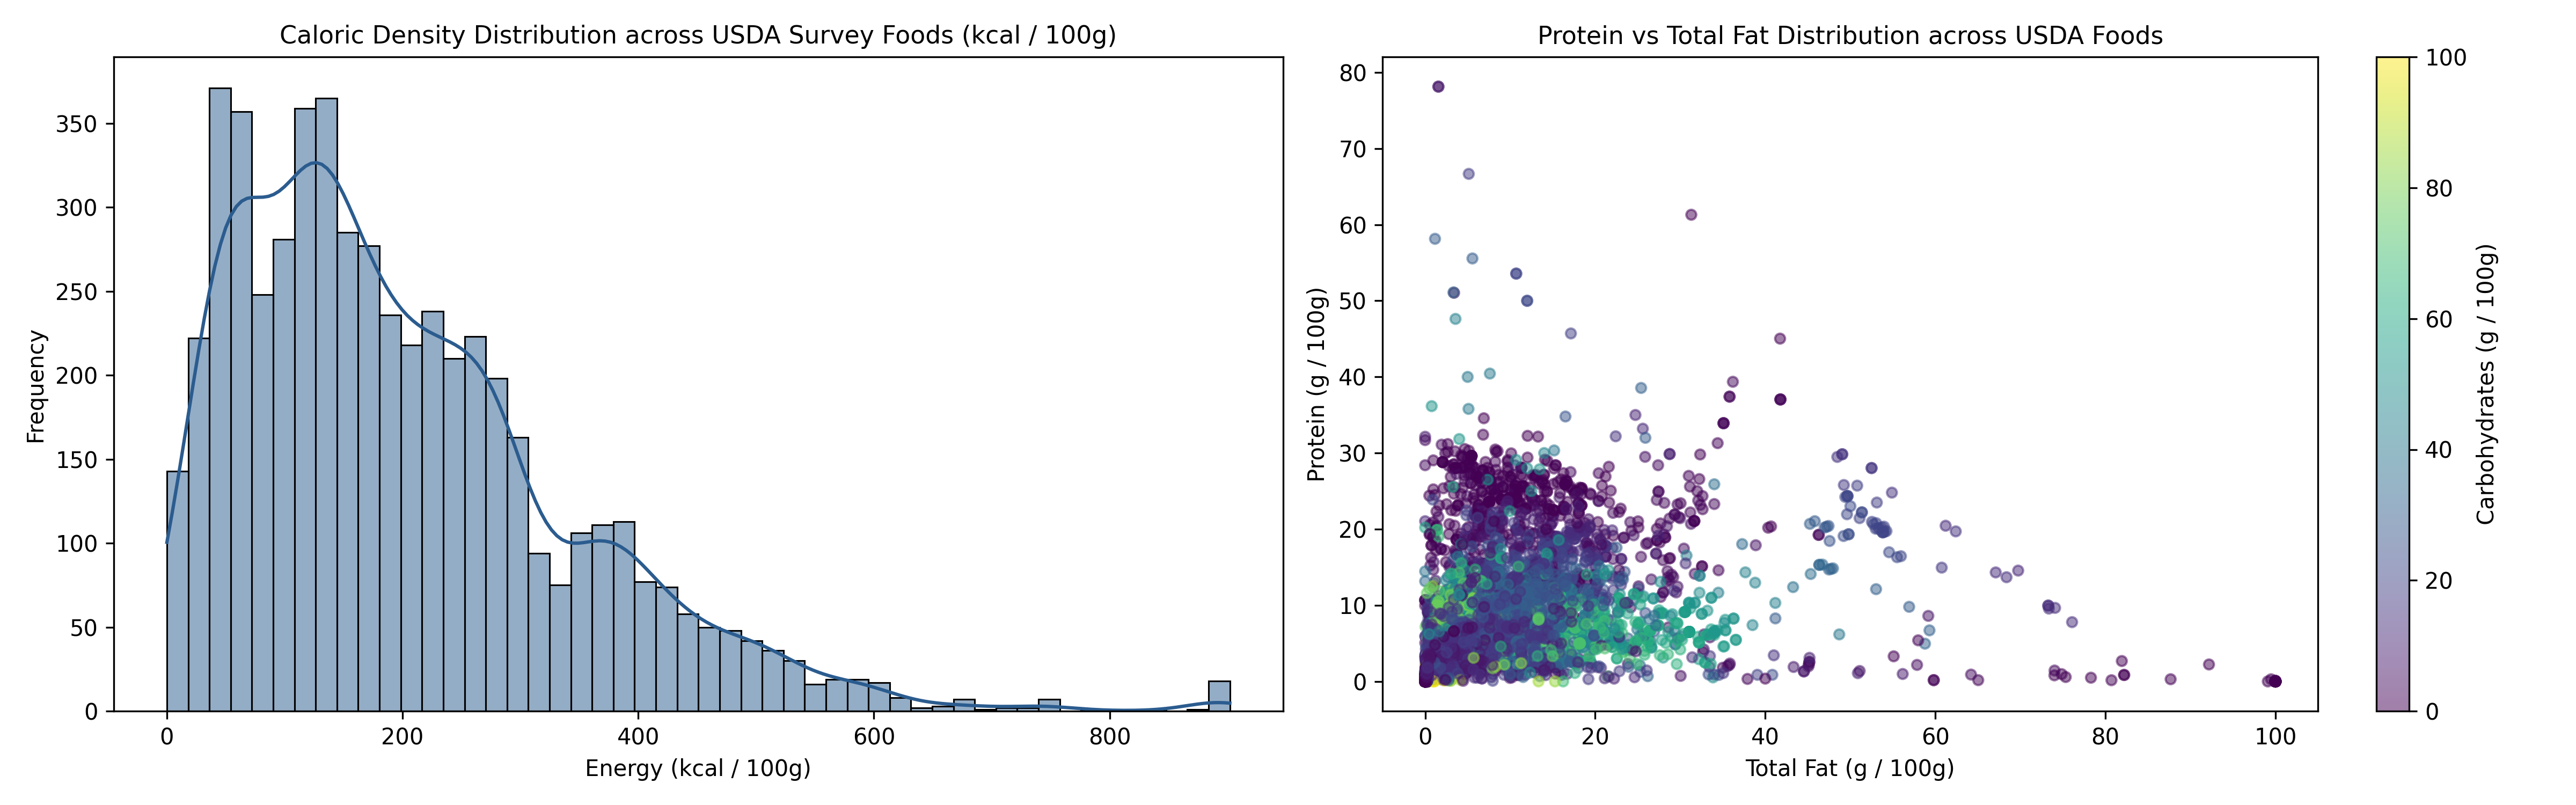 Caloric Density Distribution across USDA Survey Foods (kcal / 100g)
Frequency
350
300
250
200
150
100
50
0
0 200 400 600 800
Energy (kcal / 100g)
Protein vs Total Fat Distribution across USDA Foods
Protein (g / 100g)
80
70
60
50
40
30
20
10
0
0 20 40 60 80 100
Total Fat (g / 100g)
100
80
60
40
20
0
Carbohydrates (g / 100g)